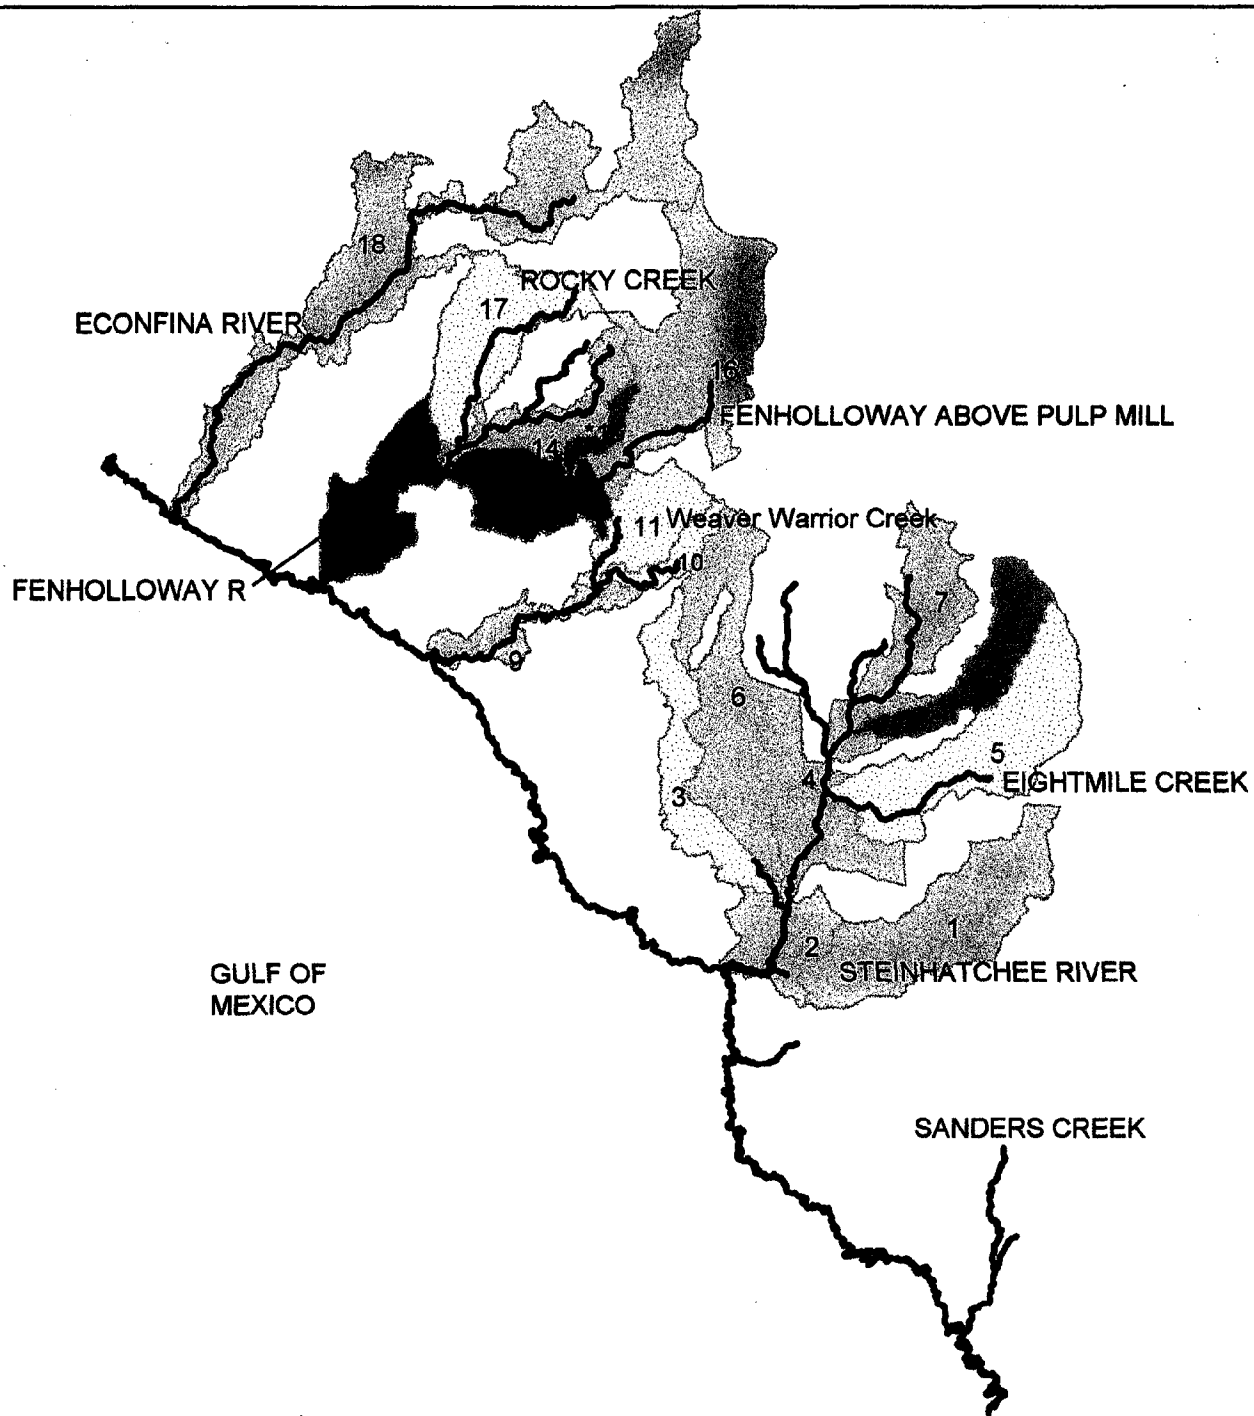 18
ROCKY CREEK
17
ECONFINA RIVER
16
FENHOLLOWAY ABOVE PULP MILL
14
11
Weaver Warrior Creek
10
FENHOLLOWAY R
7
9
6
5
4
EIGHTMILE CREEK
3
1
2
STEINHATCHEE RIVER
GULF OF
MEXICO
SANDERS CREEK